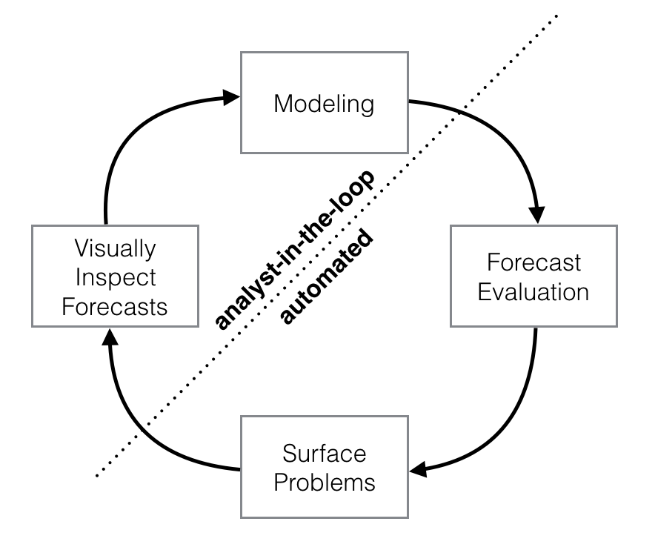 Modeling
Visually
Inspect
Forecasts
analyst-in-the-loop
automated
Forecast
Evaluation
Surface
Problems